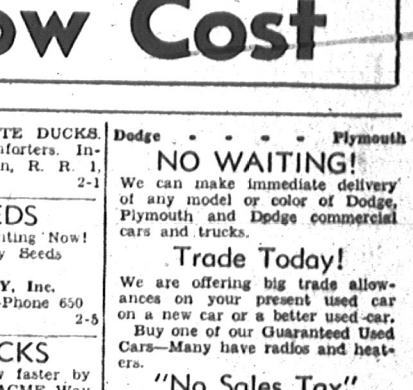 ow Cost
TE DUCKS.
nforters. In-
n, R. R. 1,
2-1
EDS
nting Now!
y Seeds
Y, Inc.
-Phone 650
2-5
CKS
faster by
ACME
Dodge - - - - Plymouth
NO WAITING!
We can make immediate delivery
of any model or color of Dodge,
Plymouth and Dodge commercial
cars and trucks.
Trade Today!
We are offering big trade allow-
ances on your present used car
on a new car or a better used car.
Buy one of our Guaranteed Used
Cars—Many have radios and heat-
ers.
"No Sales Tax"